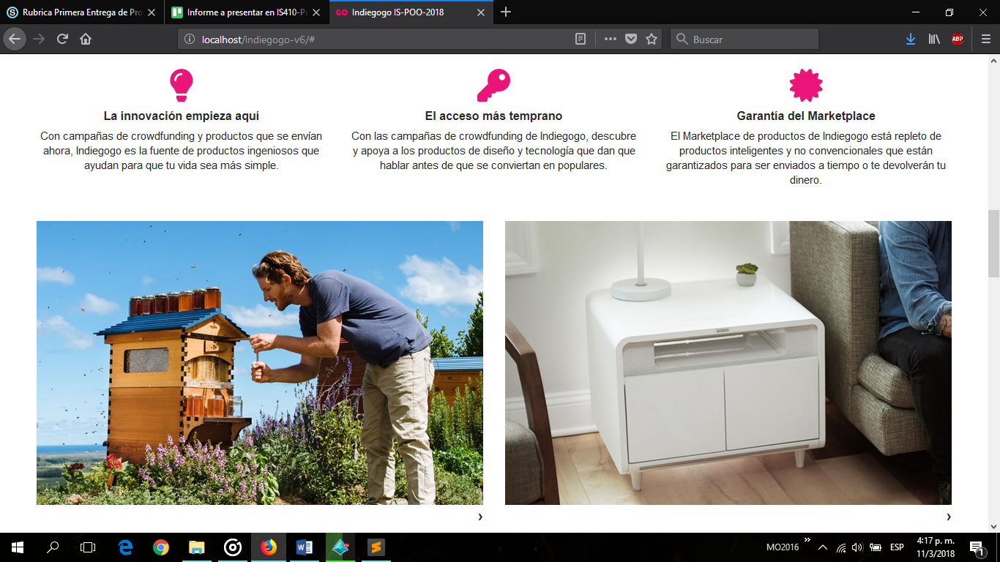 Rubrica Primera Entrega de Pro
Informe a presentar en IS410-Pr
GO Indiegogo IS-POO-2018
localhost/indiegogo-v6/#
Buscar
ABP
La innovación empieza aquí
Con campañas de crowdfunding y productos que se envían
ahora, Indiegogo es la fuente de productos ingeniosos que
ayudan para que tu vida sea más simple.
El acceso más temprano
Con las campañas de crowdfunding de Indiegogo, descubre
y apoya a los productos de diseño y tecnología que dan que
hablar antes de que se conviertan en populares.
Garantía del Marketplace
El Marketplace de productos de Indiegogo está repleto de
productos inteligentes y no convencionales que están
garantizados para ser enviados a tiempo o te devolverán tu
dinero.
sobro
MO2016
ESP
4:17 p. m.
11/3/2018
1